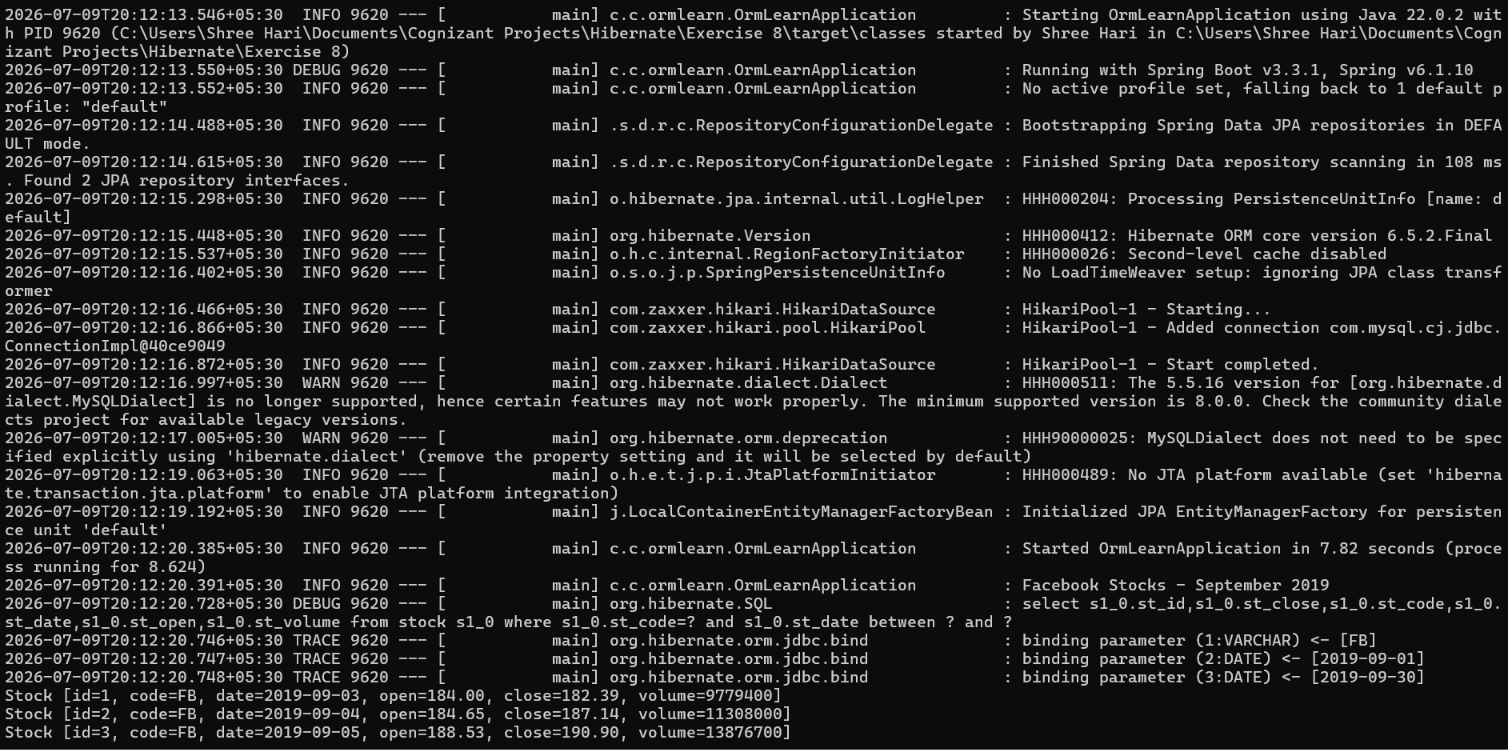 2026-07-09T20:12:13.546+05:30  INFO 9620 --- [           main] c.c.ormlearn.OrmLearnApplication         : Starting OrmLearnApplication using Java 22.0.2 wit
h PID 9620 (C:\Users\Shree Hari\Documents\Cognizant Projects\Hibernate\Exercise 8\target\classes started by Shree Hari in C:\Users\Shree Hari\Documents\Cogn
izant Projects\Hibernate\Exercise 8)
2026-07-09T20:12:13.550+05:30 DEBUG 9620 --- [           main] c.c.ormlearn.OrmLearnApplication         : Running with Spring Boot v3.3.1, Spring v6.1.10
2026-07-09T20:12:13.552+05:30  INFO 9620 --- [           main] c.c.ormlearn.OrmLearnApplication         : No active profile set, falling back to 1 default p
rofile: "default"
2026-07-09T20:12:14.488+05:30  INFO 9620 --- [           main] .s.d.r.c.RepositoryConfigurationDelegate : Bootstrapping Spring Data JPA repositories in DEFA
ULT mode.
2026-07-09T20:12:14.615+05:30  INFO 9620 --- [           main] .s.d.r.c.RepositoryConfigurationDelegate : Finished Spring Data repository scanning in 108 ms
. Found 2 JPA repository interfaces.
2026-07-09T20:12:15.298+05:30  INFO 9620 --- [           main] o.hibernate.jpa.internal.util.LogHelper  : HHH000204: Processing PersistenceUnitInfo [name: d
efault]
2026-07-09T20:12:15.448+05:30  INFO 9620 --- [           main] org.hibernate.Version                    : HHH000412: Hibernate ORM core version 6.5.2.Final
2026-07-09T20:12:15.537+05:30  INFO 9620 --- [           main] o.h.c.internal.RegionFactoryInitiator    : HHH000026: Second-level cache disabled
2026-07-09T20:12:16.402+05:30  INFO 9620 --- [           main] o.s.o.j.p.SpringPersistenceUnitInfo      : No LoadTimeWeaver setup: ignoring JPA class transf
ormer
2026-07-09T20:12:16.466+05:30  INFO 9620 --- [           main] com.zaxxer.hikari.HikariDataSource       : HikariPool-1 - Starting...
2026-07-09T20:12:16.866+05:30  INFO 9620 --- [           main] com.zaxxer.hikari.pool.HikariPool        : HikariPool-1 - Added connection com.mysql.cj.jdbc.
ConnectionImpl@40ce9049
2026-07-09T20:12:16.872+05:30  INFO 9620 --- [           main] com.zaxxer.hikari.HikariDataSource       : HikariPool-1 - Start completed.
2026-07-09T20:12:16.997+05:30  WARN 9620 --- [           main] org.hibernate.dialect.Dialect            : HHH000511: The 5.5.16 version for [org.hibernate.d
ialect.MySQLDialect] is no longer supported, hence certain features may not work properly. The minimum supported version is 8.0.0. Check the community diale
cts project for available legacy versions.
2026-07-09T20:12:17.005+05:30  WARN 9620 --- [           main] org.hibernate.orm.deprecation            : HHH90000025: MySQLDialect does not need to be spec
ified explicitly using 'hibernate.dialect' (remove the property setting and it will be selected by default)
2026-07-09T20:12:19.063+05:30  INFO 9620 --- [           main] o.h.e.t.j.p.i.JtaPlatformInitiator       : HHH000489: No JTA platform available (set 'hiberna
te.transaction.jta.platform' to enable JTA platform integration)
2026-07-09T20:12:19.192+05:30  INFO 9620 --- [           main] j.LocalContainerEntityManagerFactoryBean : Initialized JPA EntityManagerFactory for persisten
ce unit 'default'
2026-07-09T20:12:20.385+05:30  INFO 9620 --- [           main] c.c.ormlearn.OrmLearnApplication         : Started OrmLearnApplication in 7.82 seconds (proce
ss running for 8.624)
2026-07-09T20:12:20.391+05:30  INFO 9620 --- [           main] c.c.ormlearn.OrmLearnApplication         : Facebook Stocks - September 2019
2026-07-09T20:12:20.728+05:30 DEBUG 9620 --- [           main] org.hibernate.SQL                        : select s1_0.st_id,s1_0.st_close,s1_0.st_code,s1_0.
st_date,s1_0.st_open,s1_0.st_volume from stock s1_0 where s1_0.st_code=? and s1_0.st_date between ? and ?
2026-07-09T20:12:20.746+05:30 TRACE 9620 --- [           main] org.hibernate.orm.jdbc.bind              : binding parameter (1:VARCHAR) <- [FB]
2026-07-09T20:12:20.747+05:30 TRACE 9620 --- [           main] org.hibernate.orm.jdbc.bind              : binding parameter (2:DATE) <- [2019-09-01]
2026-07-09T20:12:20.748+05:30 TRACE 9620 --- [           main] org.hibernate.orm.jdbc.bind              : binding parameter (3:DATE) <- [2019-09-30]
Stock [id=1, code=FB, date=2019-09-03, open=184.00, close=182.39, volume=9779400]
Stock [id=2, code=FB, date=2019-09-04, open=184.65, close=187.14, volume=11308000]
Stock [id=3, code=FB, date=2019-09-05, open=188.53, close=190.90, volume=13876700]